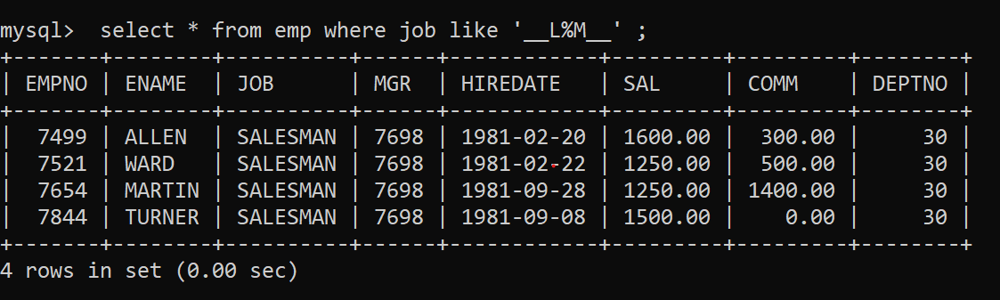 mysql>  select * from emp where job like '__L%M__' ;
+-------+--------+----------+------+------------+---------+---------+--------+
| EMPNO | ENAME  | JOB      | MGR  | HIREDATE   | SAL     | COMM    | DEPTNO |
+-------+--------+----------+------+------------+---------+---------+--------+
|  7499 | ALLEN  | SALESMAN | 7698 | 1981-02-20 | 1600.00 |  300.00 |     30 |
|  7521 | WARD   | SALESMAN | 7698 | 1981-02-22 | 1250.00 |  500.00 |     30 |
|  7654 | MARTIN | SALESMAN | 7698 | 1981-09-28 | 1250.00 | 1400.00 |     30 |
|  7844 | TURNER | SALESMAN | 7698 | 1981-09-08 | 1500.00 |    0.00 |     30 |
+-------+--------+----------+------+------------+---------+---------+--------+
4 rows in set (0.00 sec)